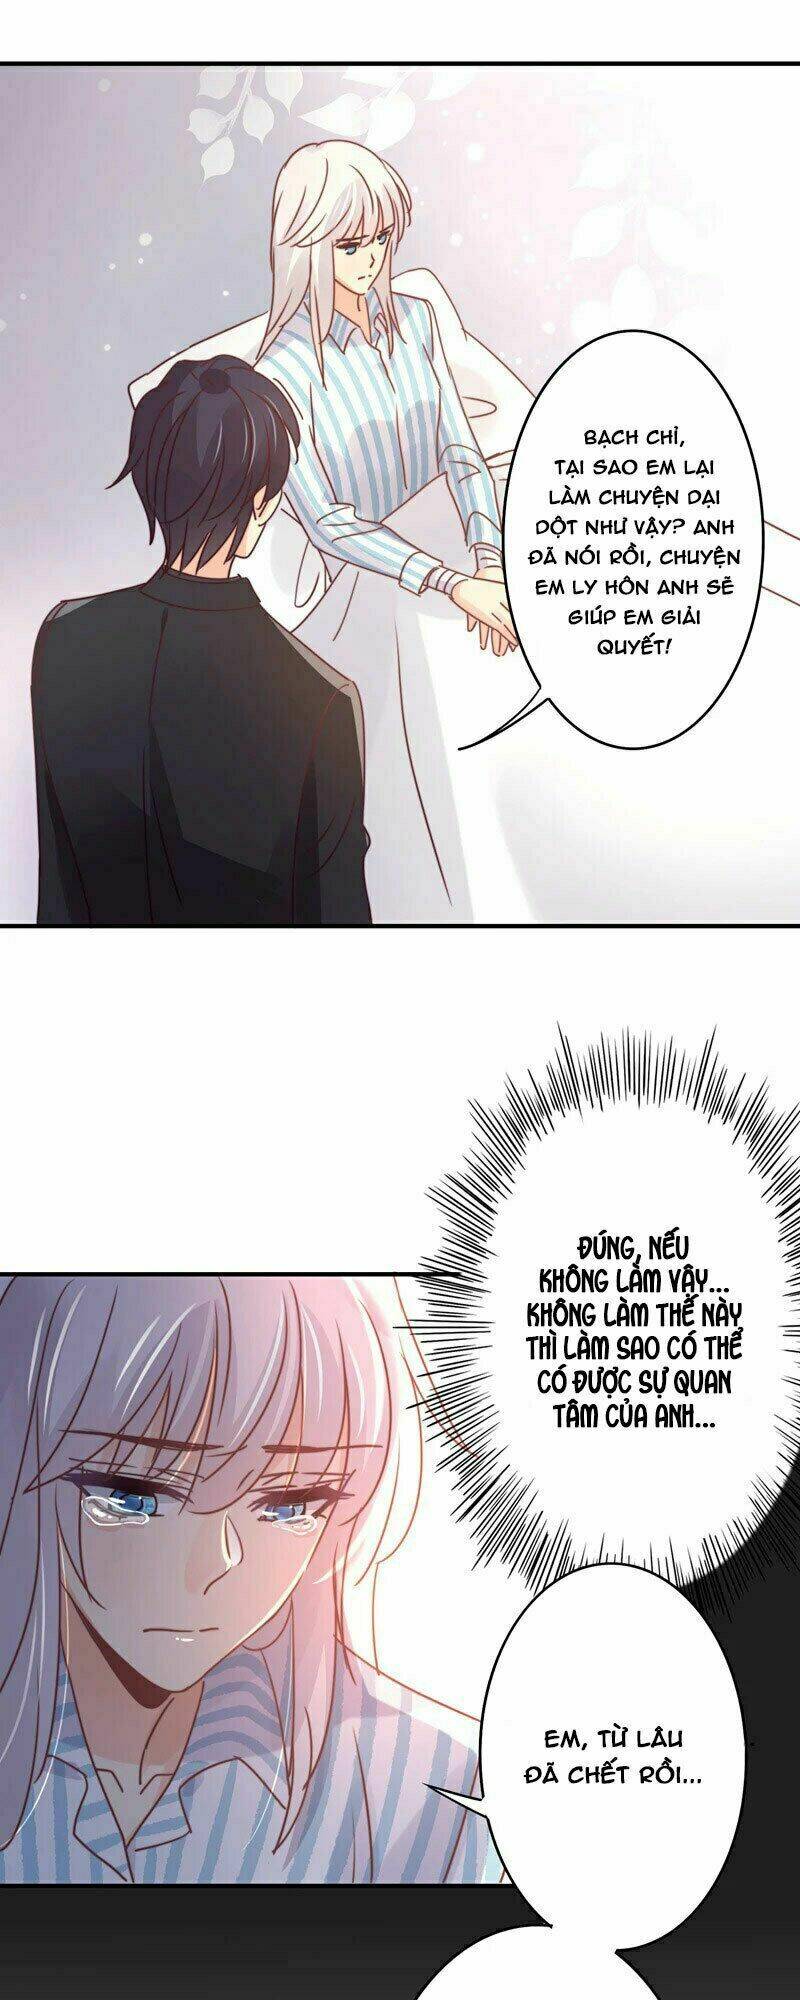 BẠCH CHỈ,
TẠI SAO EM LẠI
LÀM CHUYỆN DẠI
DỘT NHƯ VẬY? ANH
ĐÃ NÓI RỒI, CHUYỆN
EM LY HÔN ANH SẼ
GIÚP EM GIẢI
QUYẾT!
ĐÚNG, NẾU
KHÔNG LÀM VẬY...
KHÔNG LÀM THẾ NÀY
THÌ LÀM SAO CÓ THỂ
CÓ ĐƯỢC SỰ QUAN
TÂM CỦA ANH...
EM, TỪ LÂU
ĐÃ CHẾT RỒI...